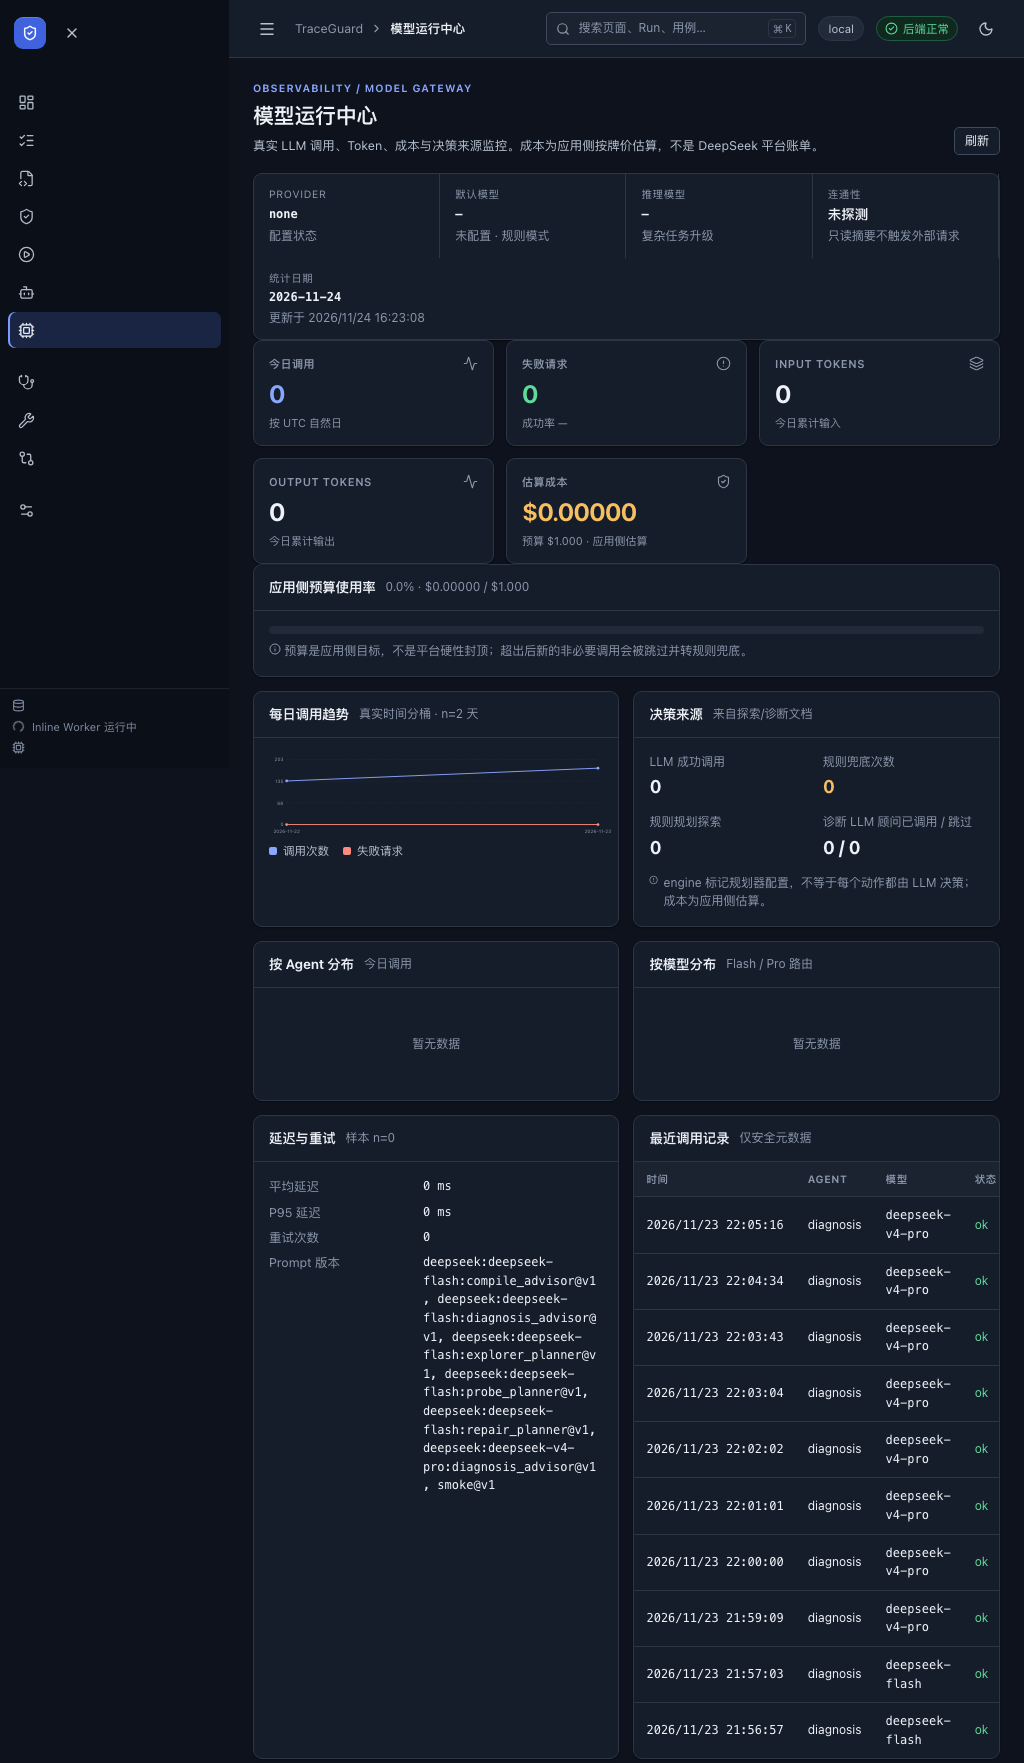 TraceGuard > 模型运行中心
搜索页面、Run、用例...
⌘ K
local
后端正常
OBSERVABILITY / MODEL GATEWAY
模型运行中心
真实 LLM 调用、Token、成本与决策来源监控。成本为应用侧按牌价估算，不是 DeepSeek 平台账单。
刷新
PROVIDER
none
配置状态
默认模型
—
未配置 · 规则模式
推理模型
—
复杂任务升级
连通性
未探测
只读摘要不触发外部请求
统计日期
2026-11-24
更新于 2026/11/24 16:23:08
今日调用
0
按 UTC 自然日
失败请求
0
成功率 —
INPUT TOKENS
0
今日累计输入
OUTPUT TOKENS
0
今日累计输出
估算成本
$0.00000
预算 $1.000 · 应用侧估算
应用侧预算使用率 0.0% · $0.00000 / $1.000
预算是应用侧目标，不是平台硬性封顶；超出后新的非必要调用会被跳过并转规则兜底。
每日调用趋势 真实时间分桶 · n=2 天
0
调用次数 失败请求
决策来源 来自探索/诊断文档
LLM 成功调用
0
规则兜底次数
0
规则规划探索
0
诊断 LLM 顾问已调用 / 跳过
0 / 0
engine 标记规划器配置，不等于每个动作都由 LLM 决策；
成本为应用侧估算。
按 Agent 分布 今日调用
暂无数据
按模型分布 Flash / Pro 路由
暂无数据
延迟与重试 样本 n=0
平均延迟 0 ms
P95 延迟 0 ms
重试次数 0
Prompt 版本 deepseek:deepseek-
flash:compile_advisor@v1
, deepseek:deepseek-
flash:diagnosis_advisor@
v1, deepseek:deepseek-
flash:explorer_planner@v
1, deepseek:deepseek-
flash:probe_planner@v1,
deepseek:deepseek-
flash:repair_planner@v1,
deepseek:deepseek-v4-
pro:diagnosis_advisor@v1
, smoke@v1
最近调用记录 仅安全元数据
时间 AGENT 模型 状态
2026/11/23 22:05:16 diagnosis deepseek-
v4-pro ok
2026/11/23 22:04:34 diagnosis deepseek-
v4-pro ok
2026/11/23 22:03:43 diagnosis deepseek-
v4-pro ok
2026/11/23 22:03:04 diagnosis deepseek-
v4-pro ok
2026/11/23 22:02:02 diagnosis deepseek-
v4-pro ok
2026/11/23 22:01:01 diagnosis deepseek-
v4-pro ok
2026/11/23 22:00:00 diagnosis deepseek-
v4-pro ok
2026/11/23 21:59:09 diagnosis deepseek-
v4-pro ok
2026/11/23 21:57:03 diagnosis deepseek-
flash ok
2026/11/23 21:56:57 diagnosis deepseek-
flash ok
Inline Worker 运行中